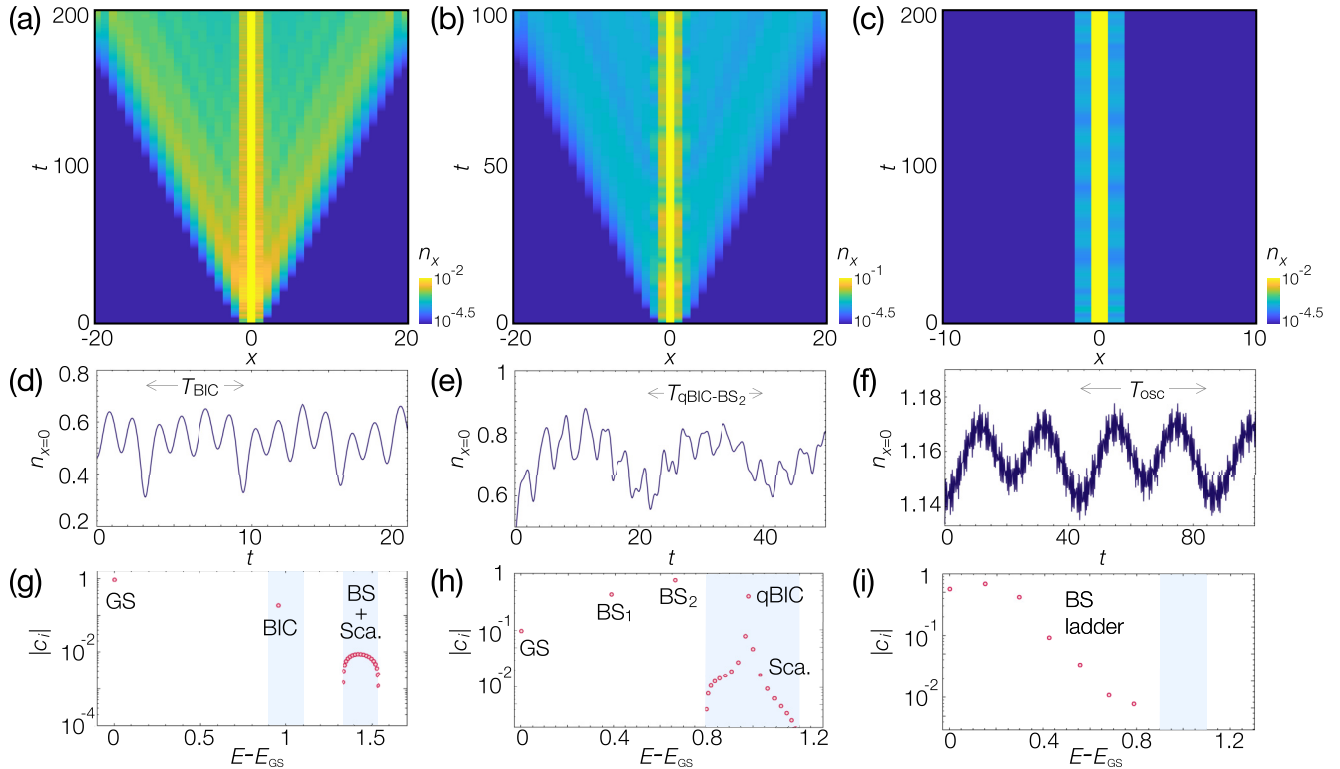 (a)
200
100
0
t
-20
0
20
x
n_x
10^-2
10^-4.5
(b)
100
50
0
t
-20
0
20
x
n_x
10^-1
10^-4.5
(c)
200
100
0
t
-10
0
10
x
n_x
10^-2
10^-4.5
(d)
0.8
0.6
0.4
0.2
n_x=0
T_BIC
0
10
20
t
(e)
1
0.8
0.6
n_x=0
T_qBIC-BS_2
0
20
40
t
(f)
1.18
1.16
1.14
n_x=0
T_osc
0
40
80
t
(g)
1
10^-2
10^-4
|c_i|
GS
BIC
BS
+
Sca.
0
1
1.5
E-E_GS
(h)
1
10^-1
10^-2
|c_i|
GS
BS_1
BS_2
qBIC
Sca.
0
0.4
0.8
1.2
E-E_GS
(i)
1
10^-1
10^-2
|c_i|
BS
ladder
0
0.4
0.8
1.2
E-E_GS